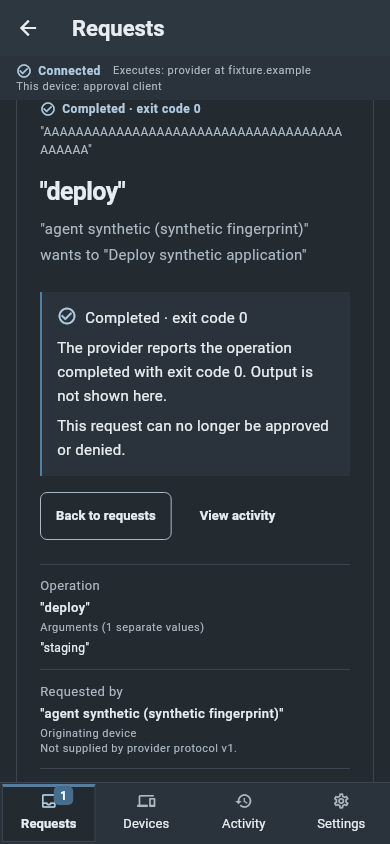 Requests
Connected Executes: provider at fixture.example
This device: approval client
Completed · exit code 0
"AAAAAAAAAAAAAAAAAAAAAAAAAAAAAAAAAAAAA
AAAAAA"
"deploy"
"agent synthetic (synthetic fingerprint)"
wants to "Deploy synthetic application"
Completed · exit code 0
The provider reports the operation
completed with exit code 0. Output is
not shown here.
This request can no longer be approved
or denied.
Back to requests View activity
Operation
"deploy"
Arguments (1 separate values)
"staging"
Requested by
"agent synthetic (synthetic fingerprint)"
Originating device
Not supplied by provider protocol v1.
1
Requests Devices Activity Settings